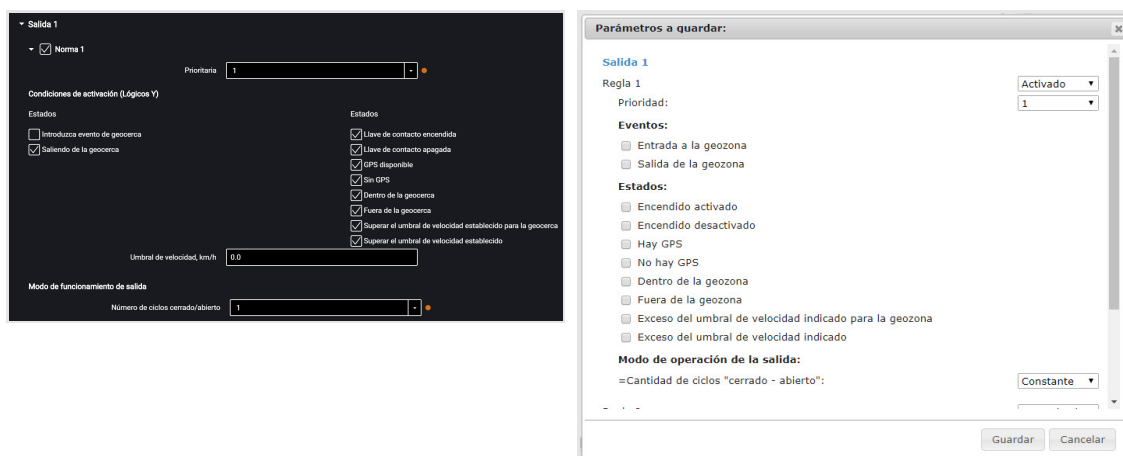 Salida 1
Norma 1
Prioritaria 1
Condiciones de activación (Lógicos Y)
Estados Estados
Introduzca evento de geocerca Llave de contacto encendida
Saliendo de la geocerca Llave de contacto apagada
GPS disponible
Sin GPS
Dentro de la geocerca
Fuera de la geocerca
Superar el umbral de velocidad establecido para la geocerca
Superar el umbral de velocidad establecido
Umbral de velocidad, km/h 0.0
Modo de funcionamiento de salida
Número de ciclos cerrado/abierto 1
Parámetros a guardar:
Salida 1
Regla 1 Activado
Prioridad: 1
Eventos:
Entrada a la geozona
Salida de la geozona
Estados:
Encendido activado
Encendido desactivado
Hay GPS
No hay GPS
Dentro de la geozona
Fuera de la geozona
Exceso del umbral de velocidad indicado para la geozona
Exceso del umbral de velocidad indicado
Modo de operación de la salida:
=Cantidad de ciclos "cerrado - abierto": Constante
Guardar Cancelar